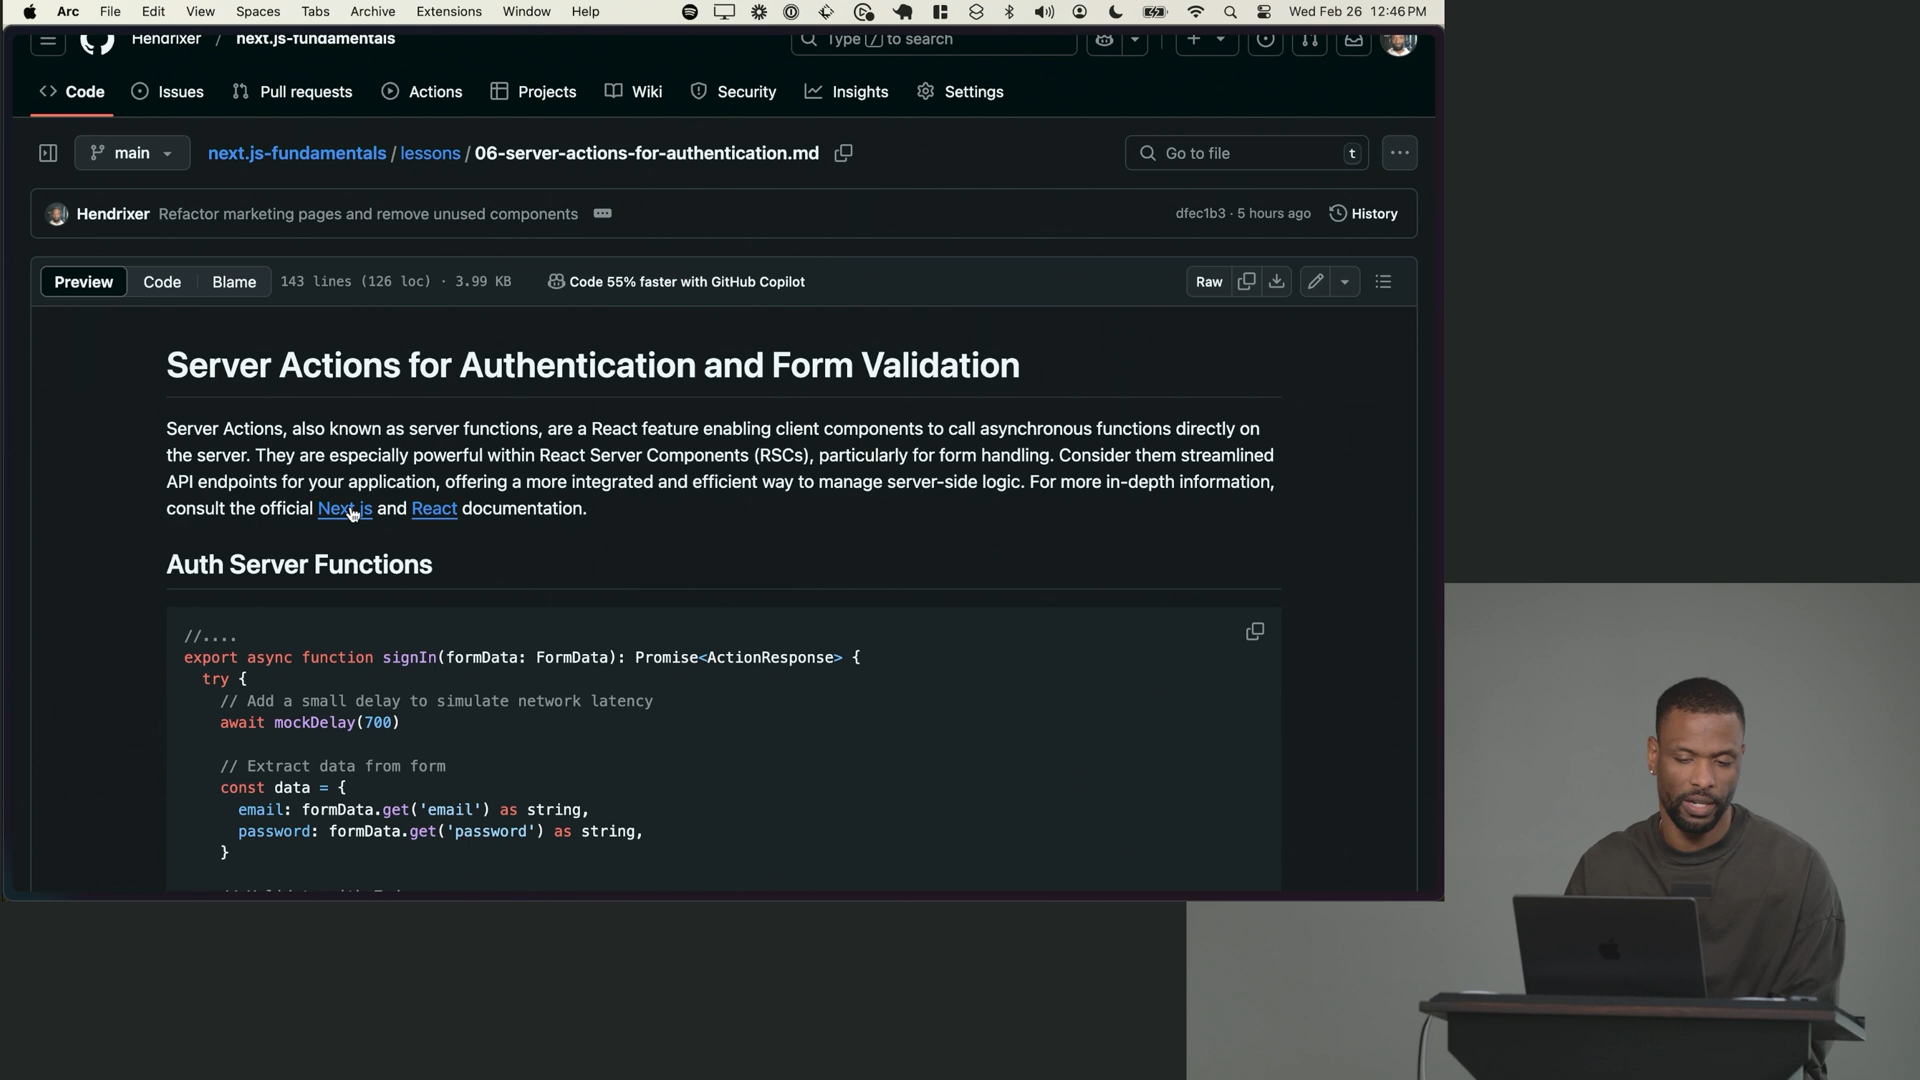 Arc File Edit View Spaces Tabs Archive Extensions Window Help Wed Feb 26 12:46 PM
Hendrixer / next.js-fundamentals Type / to search
Code Issues Pull requests Actions Projects Wiki Security Insights Settings
main next.js-fundamentals / lessons / 06-server-actions-for-authentication.md Go to file t
Hendrixer Refactor marketing pages and remove unused components dfec1b3 · 5 hours ago History
Preview Code Blame 143 lines (126 loc) · 3.99 KB Code 55% faster with GitHub Copilot Raw
Server Actions for Authentication and Form Validation
Server Actions, also known as server functions, are a React feature enabling client components to call asynchronous functions directly on
the server. They are especially powerful within React Server Components (RSCs), particularly for form handling. Consider them streamlined
API endpoints for your application, offering a more integrated and efficient way to manage server-side logic. For more in-depth information,
consult the official Next.js and React documentation.
Auth Server Functions
//....
export async function signIn(formData: FormData): Promise<ActionResponse> {
try {
// Add a small delay to simulate network latency
await mockDelay(700)
// Extract data from form
const data = {
email: formData.get('email') as string,
password: formData.get('password') as string,
}